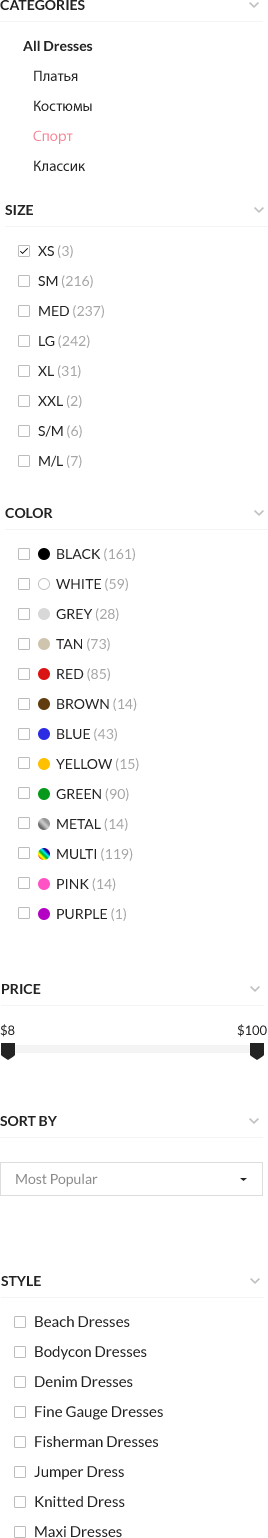 CATEGORIES
All Dresses
Платья
Костюмы
Спорт
Классик
SIZE
XS (3)
SM (216)
MED (237)
LG (242)
XL (31)
XXL (2)
S/M (6)
M/L (7)
COLOR
BLACK (161)
WHITE (59)
GREY (28)
TAN (73)
RED (85)
BROWN (14)
BLUE (43)
YELLOW (15)
GREEN (90)
METAL (14)
MULTI (119)
PINK (14)
PURPLE (1)
PRICE
$8 $100
SORT BY
Most Popular
STYLE
Beach Dresses
Bodycon Dresses
Denim Dresses
Fine Gauge Dresses
Fisherman Dresses
Jumper Dress
Knitted Dress
Maxi Dresses